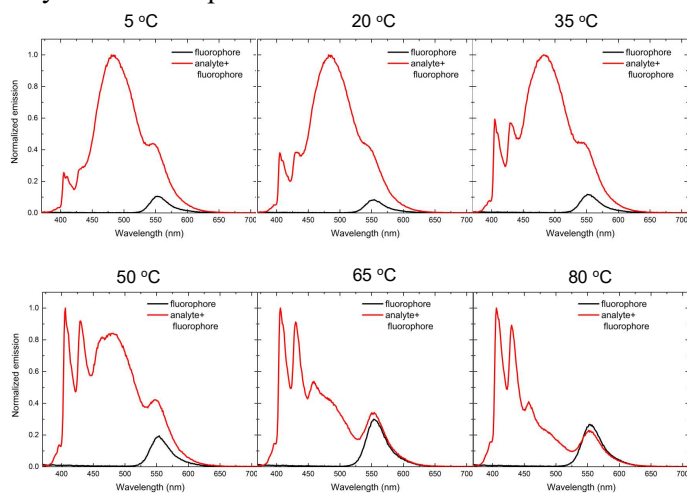 5 °C
20 °C
35 °C
fluorophore
analyte+
fluorophore
fluorophore
analyte+
fluorophore
fluorophore
analyte+
fluorophore
Normalized emission
1.0
0.8
0.6
0.4
0.2
0.0
400 450 500 550 600 650 700
400 450 500 550 600 650 700
400 450 500 550 600 650 700
Wavelength (nm)
Wavelength (nm)
Wavelength (nm)
50 °C
65 °C
80 °C
fluorophore
analyte+
fluorophore
fluorophore
analyte+
fluorophore
fluorophore
analyte+
fluorophore
Normalized emission
1.0
0.8
0.6
0.4
0.2
0.0
400 450 500 550 600 650 700
400 450 500 550 600 650 700
400 450 500 550 600 650 700
Wavelength (nm)
Wavelength (nm)
Wavelength (nm)